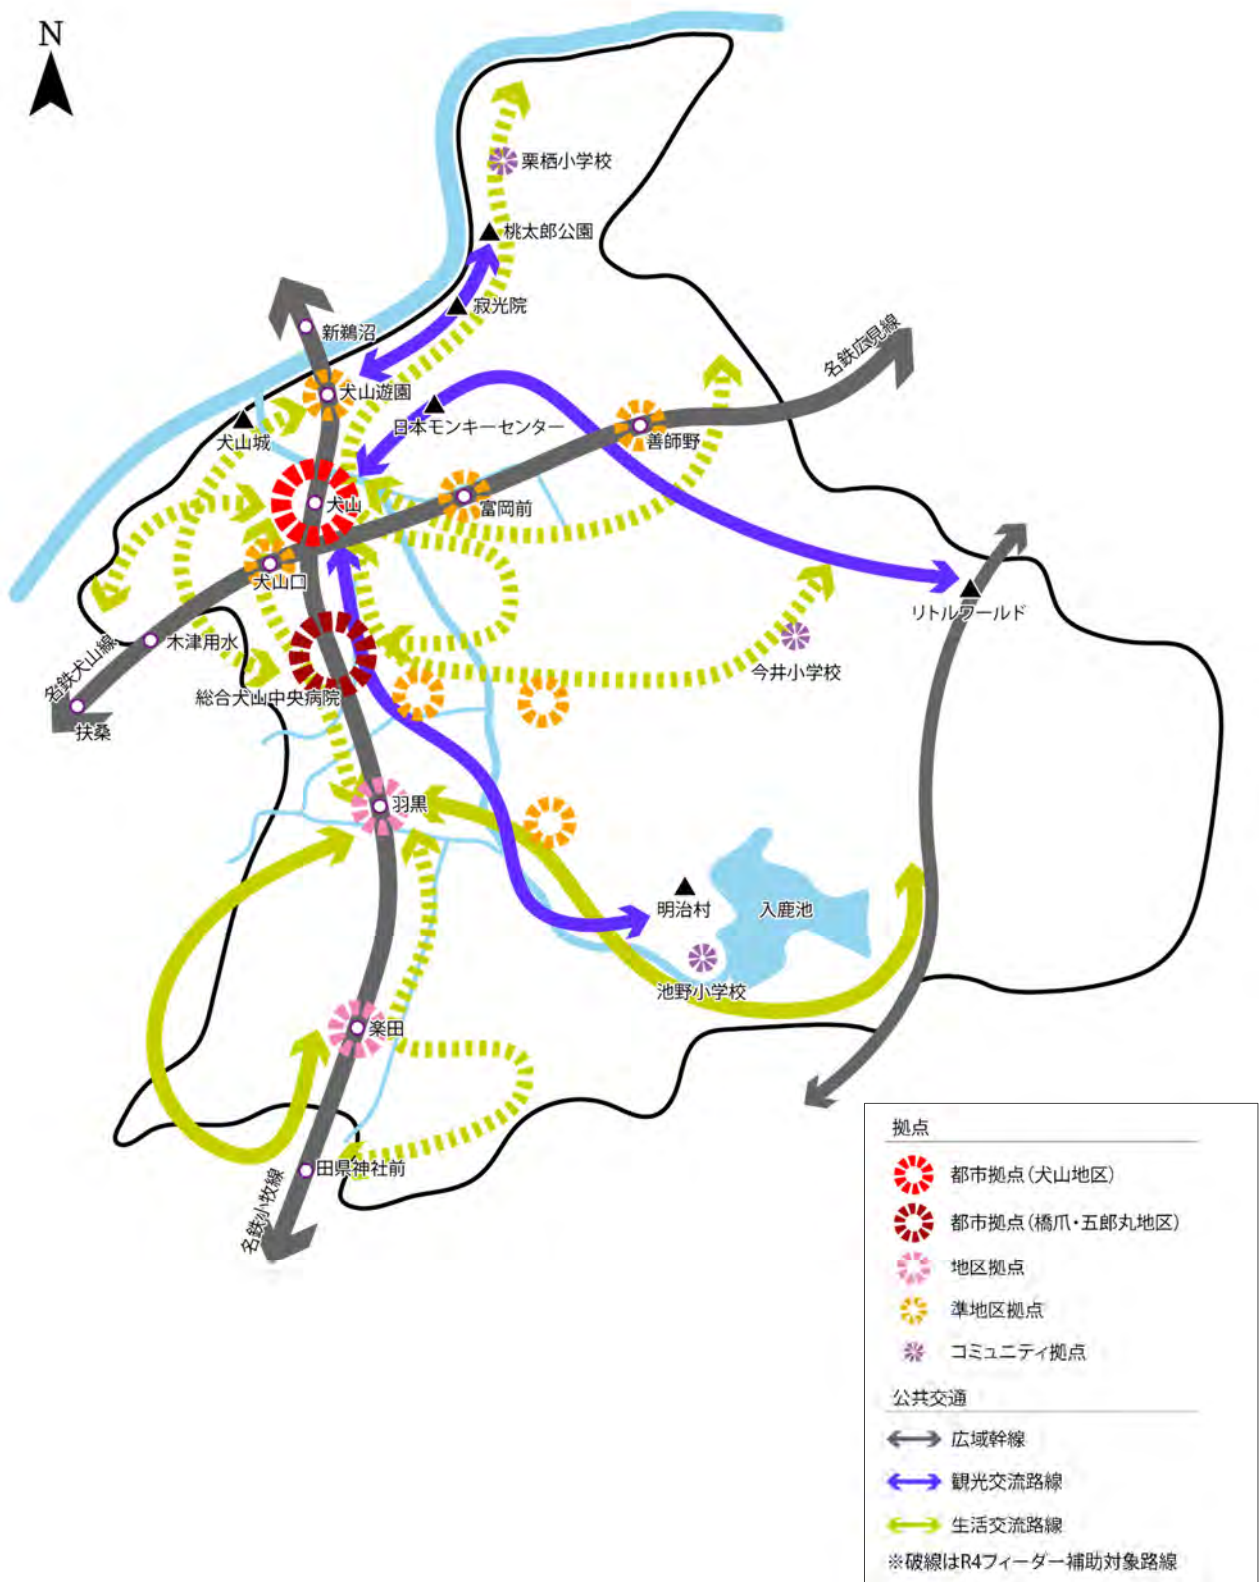 N
栗栖小学校
桃太郎公園
寂光院
新鵜沼
名鉄広見線
犬山遊園
日本モンキーセンター
犬山城
善師野
犬山
富岡前
犬山口
リトルワールド
木津用水
名鉄犬山線
今井小学校
総合犬山中央病院
扶桑
羽黒
明治村
入鹿池
池野小学校
楽田
田県神社前
名鉄小牧線
拠点
都市拠点（犬山地区）
都市拠点（橋爪・五郎丸地区）
地区拠点
準地区拠点
コミュニティ拠点
公共交通
広域幹線
観光交流路線
生活交流路線
※破線はR4フィーダー補助対象路線